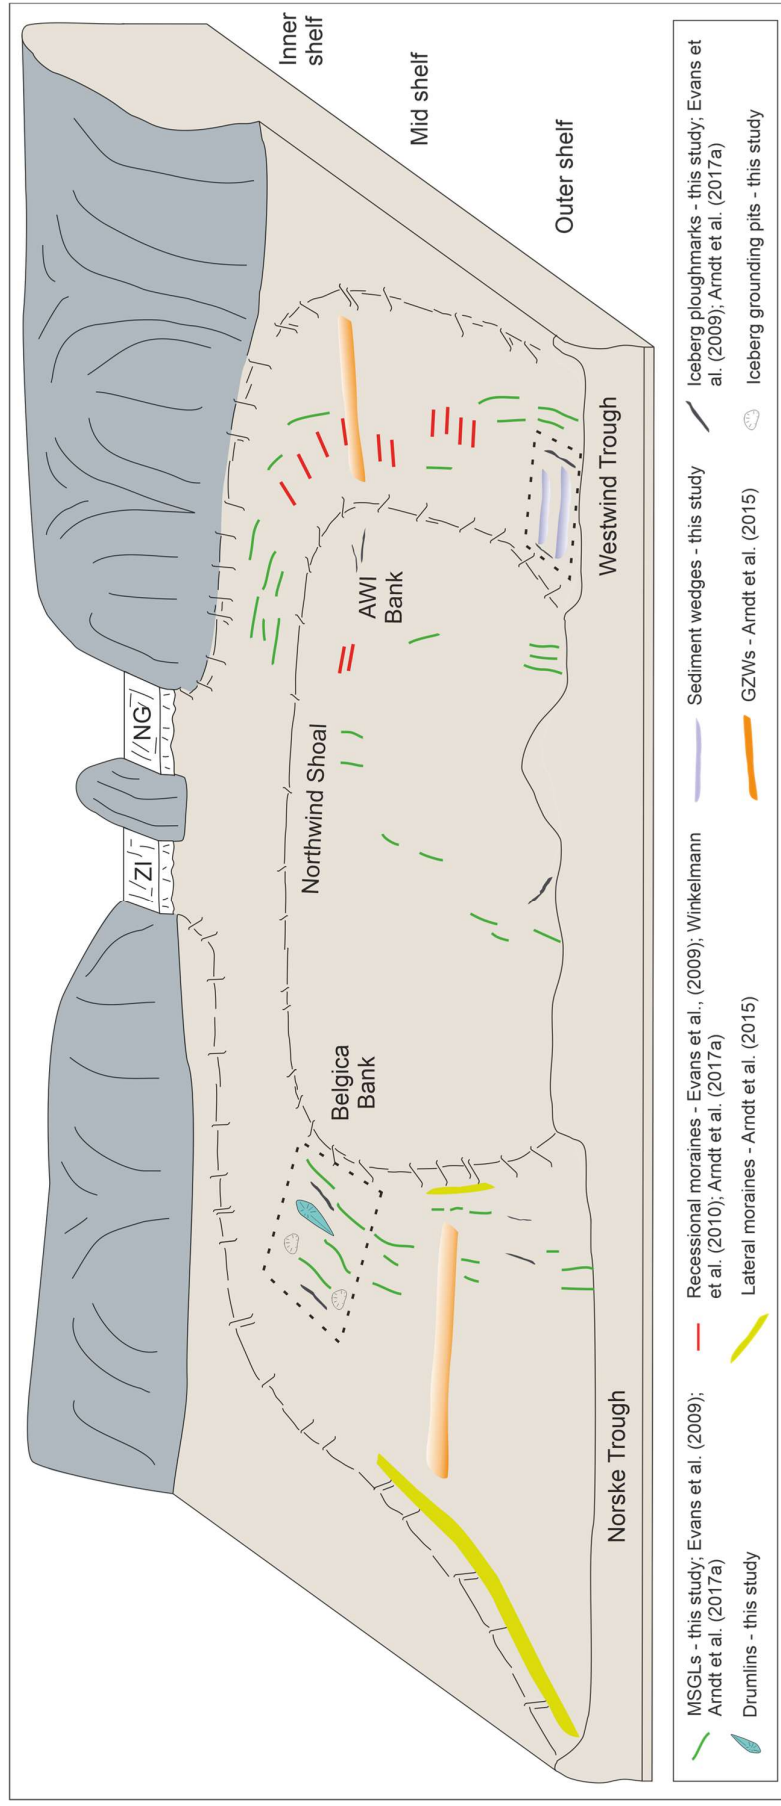 Inner
shelf
Mid shelf
Outer shelf
ZI
NG
Northwind Shoal
Belgica
Bank
AWI
Bank
Norske Trough
Westwind Trough
MSGLs - this study; Evans et al. (2009);
Arndt et al. (2017a)
Recessional moraines - Evans et al., (2009); Winkelmann
et al. (2010); Arndt et al. (2017a)
Sediment wedges - this study
Iceberg ploughmarks - this study; Evans et
al. (2009); Arndt et al. (2017a)
Drumlins - this study
Lateral moraines - Arndt et al. (2015)
GZWs - Arndt et al. (2015)
Iceberg grounding pits - this study